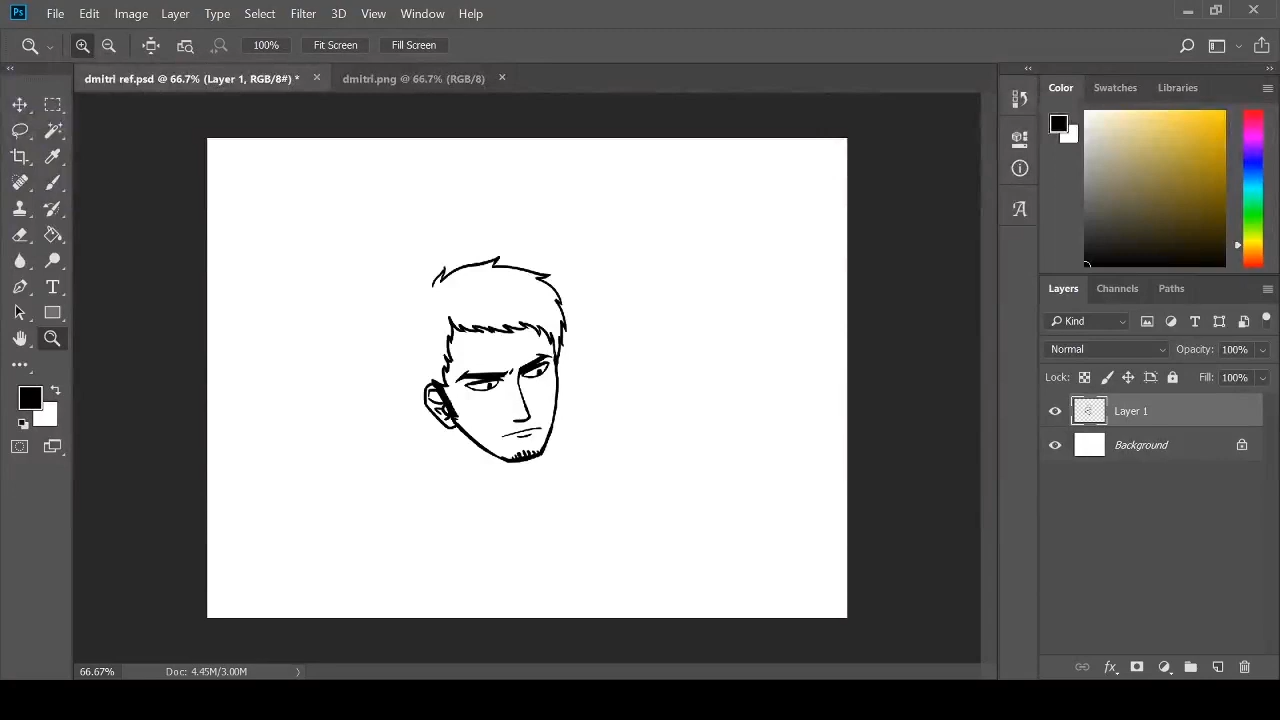 Ps File Edit Image Layer Type Select Filter 3D View Window Help
100% Fit Screen Fill Screen
dmitri ref.psd @ 66.7% (Layer 1, RGB/8#) * × dmitri.png @ 66.7% (RGB/8) ×
Color Swatches Libraries
Layers Channels Paths
Kind
Normal Opacity: 100%
Lock: Fill: 100%
Layer 1
Background
66.67% Doc: 4.45M/3.00M